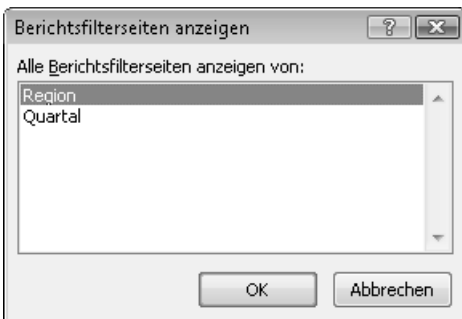 Berichtsfilterseiten anzeigen
Alle Berichtsfilterseiten anzeigen von:
Region
Quartal
OK
Abbrechen